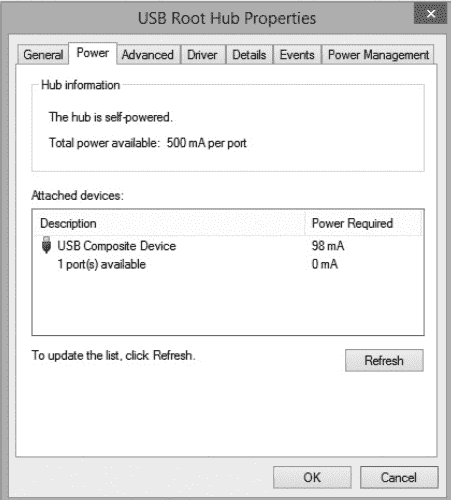 USB Root Hub Properties
General Power Advanced Driver Details Events Power Management
Hub information
The hub is self-powered.
Total power available: 500 mA per port
Attached devices:
Description Power Required
USB Composite Device 98 mA
1 port(s) available 0 mA
To update the list, click Refresh.
Refresh
OK Cancel